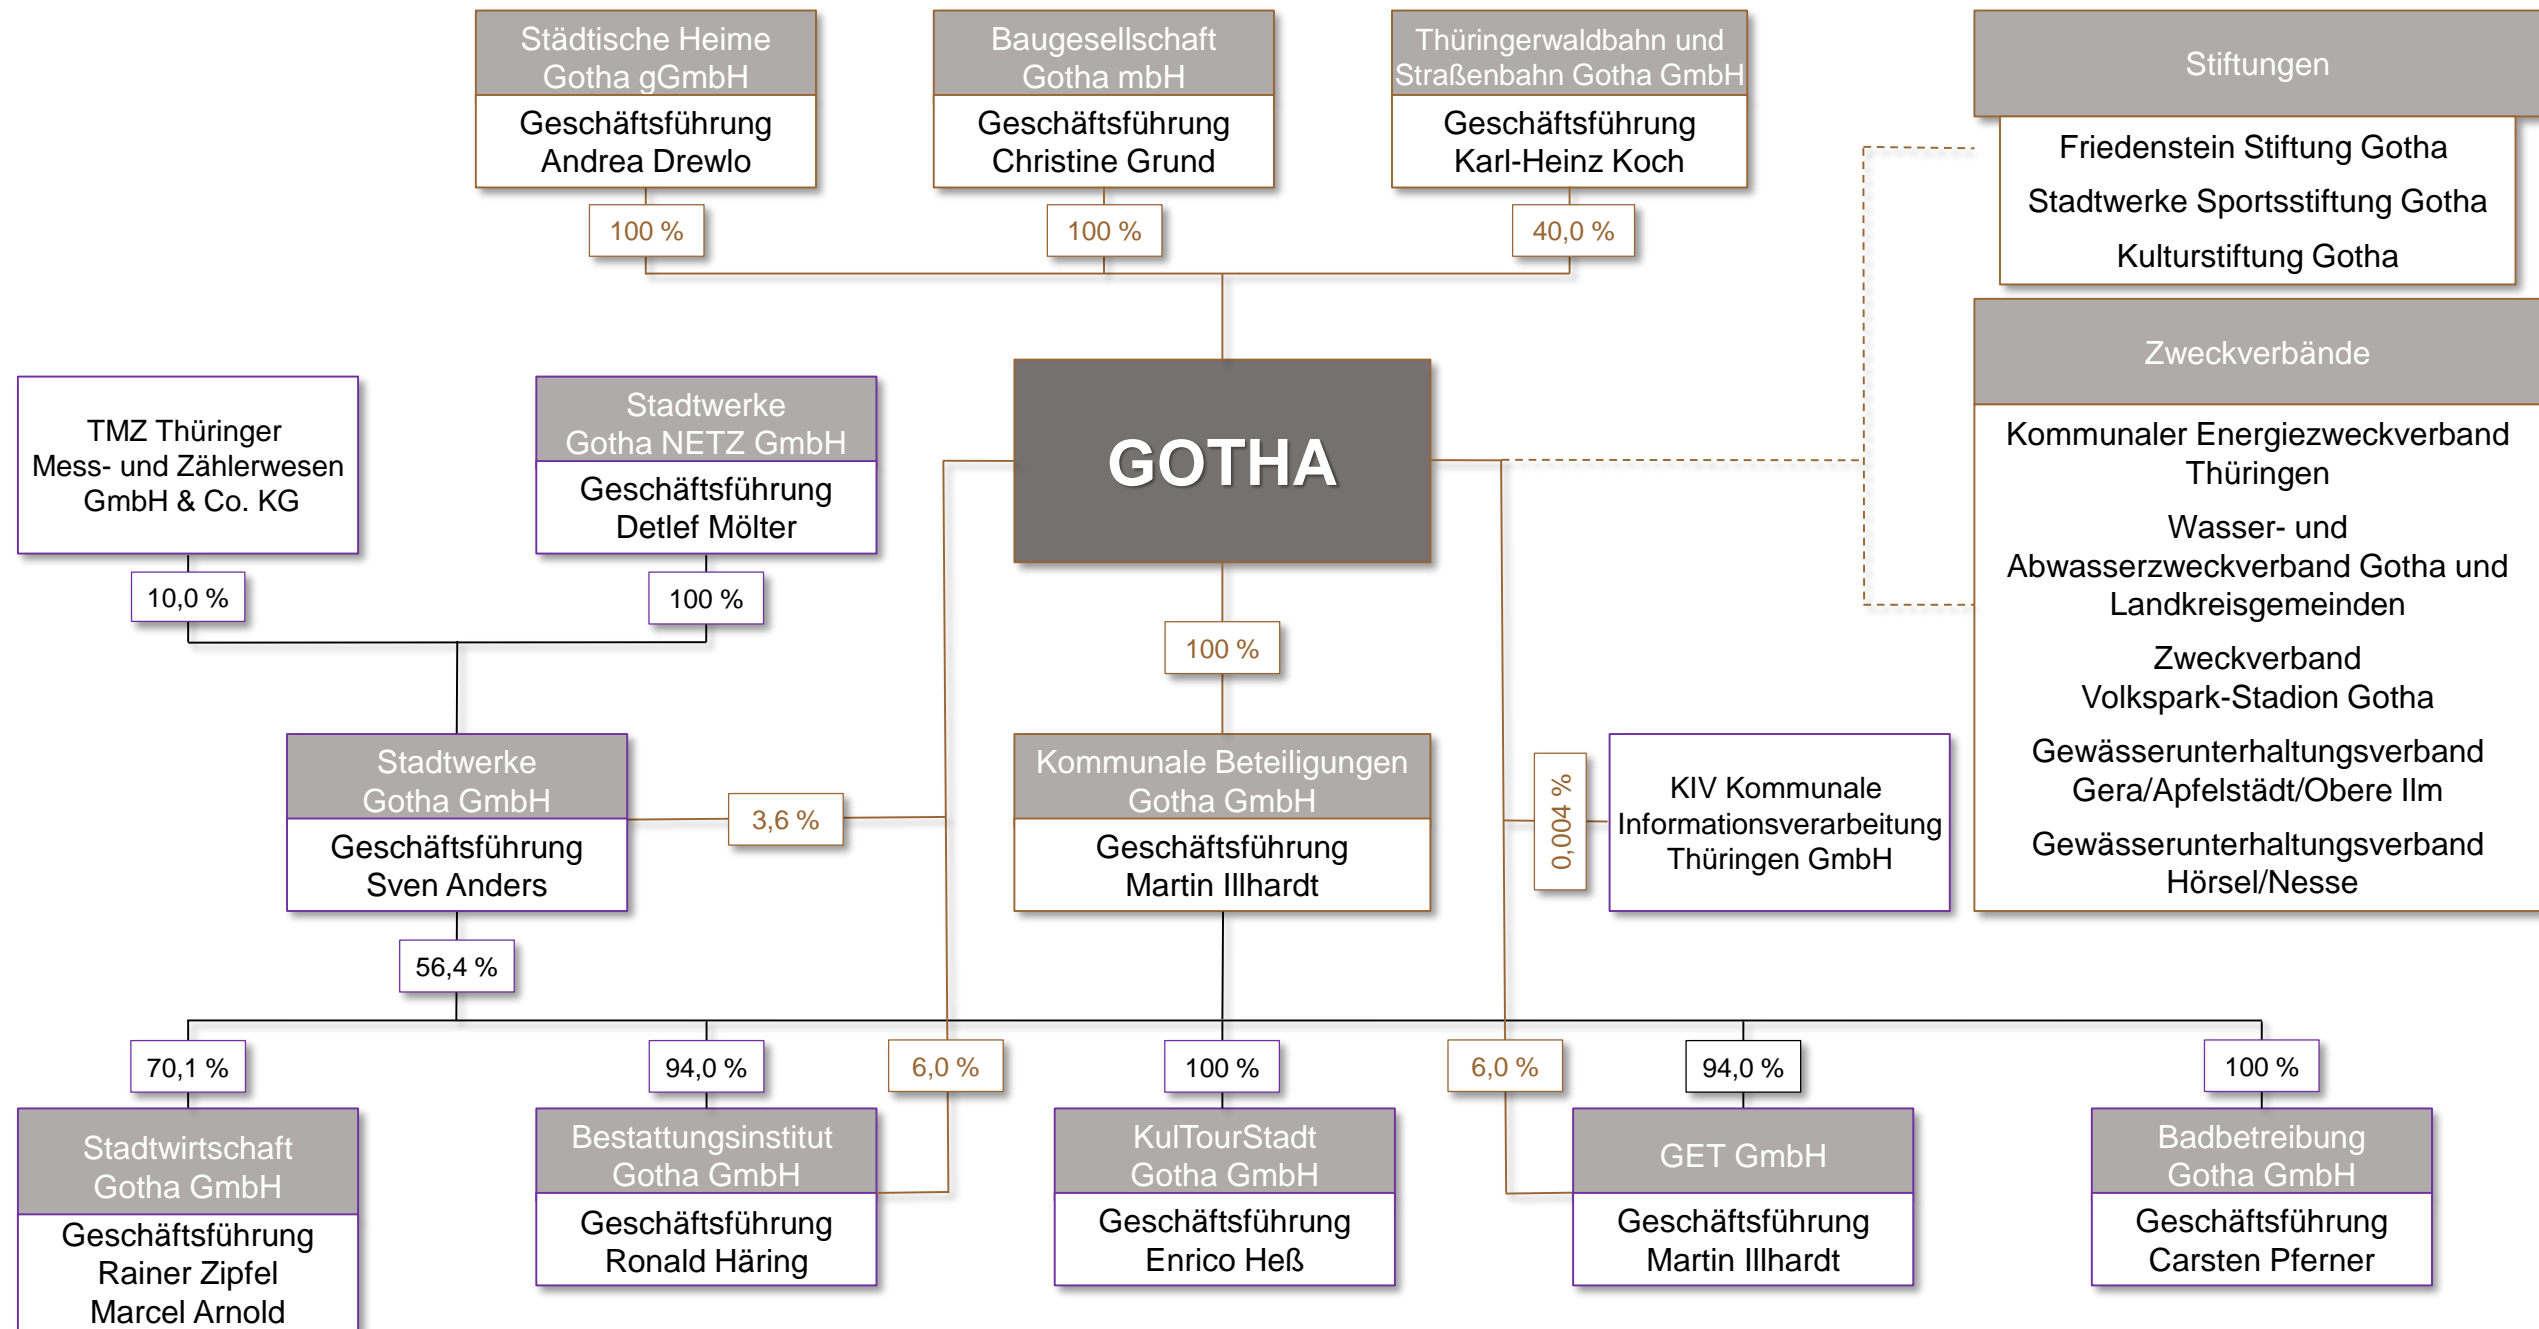 Städtische Heime
Gotha gGmbH
Geschäftsführung
Andrea Drewlo
100 %
Baugesellschaft
Gotha mbH
Geschäftsführung
Christine Grund
100 %
Thüringerwaldbahn und
Straßenbahn Gotha GmbH
Geschäftsführung
Karl-Heinz Koch
40,0 %
Stiftungen
Friedenstein Stiftung Gotha
Stadtwerke Sportsstiftung Gotha
Kulturstiftung Gotha
Zweckverbände
Kommunaler Energiezweckverband
Thüringen
Wasser- und
Abwasserzweckverband Gotha und
Landkreisgemeinden
Zweckverband
Volkspark-Stadion Gotha
Gewässerunterhaltungsverband
Gera/Apfelstädt/Obere Ilm
Gewässerunterhaltungsverband
Hörsel/Nesse
TMZ Thüringer
Mess- und Zählerwesen
GmbH & Co. KG
10,0 %
Stadtwerke
Gotha NETZ GmbH
Geschäftsführung
Detlef Mölter
100 %
GOTHA
100 %
Stadtwerke
Gotha GmbH
Geschäftsführung
Sven Anders
3,6 %
56,4 %
Kommunale Beteiligungen
Gotha GmbH
Geschäftsführung
Martin Illhardt
0,004 %
KIV Kommunale
Informationsverarbeitung
Thüringen GmbH
70,1 %
94,0 %
6,0 %
100 %
6,0 %
94,0 %
100 %
Stadtwirtschaft
Gotha GmbH
Geschäftsführung
Rainer Zipfel
Marcel Arnold
Bestattungsinstitut
Gotha GmbH
Geschäftsführung
Ronald Häring
KulTourStadt
Gotha GmbH
Geschäftsführung
Enrico Heß
GET GmbH
Geschäftsführung
Martin Illhardt
Badbetreibung
Gotha GmbH
Geschäftsführung
Carsten Pferner